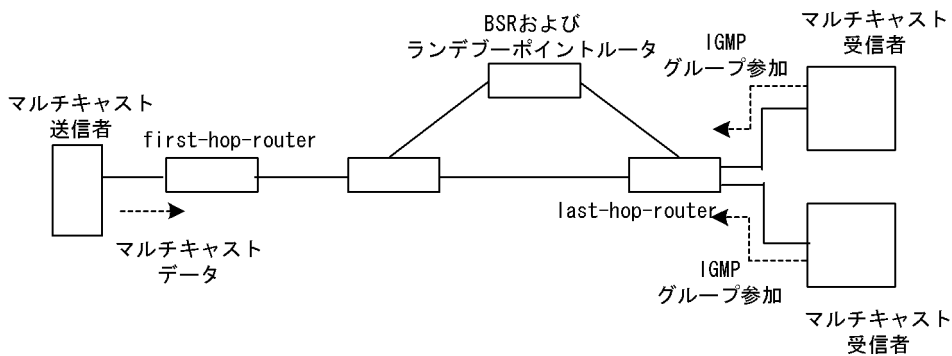 BSRおよび
ランデブーポイントルータ
マルチキャスト
受信者
IGMP
グループ参加
マルチキャスト
送信者
first-hop-router
last-hop-router
マルチキャスト
データ
IGMP
グループ参加
マルチキャスト
受信者